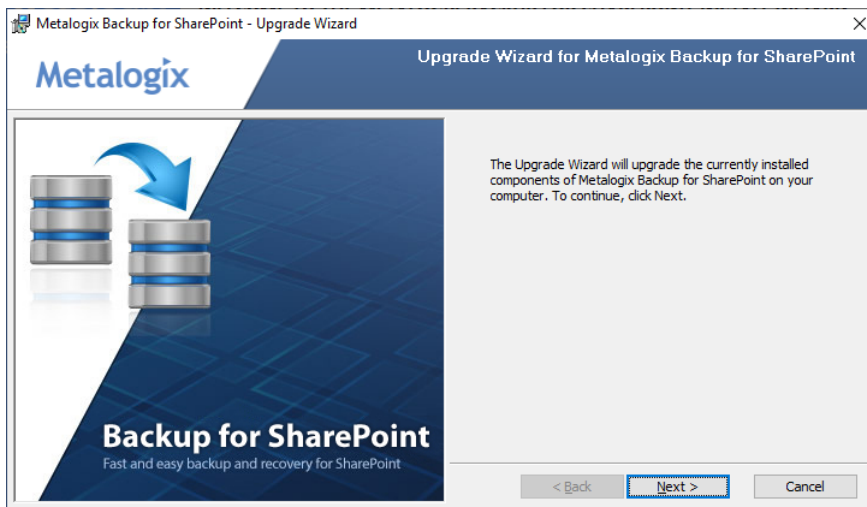 Metalogix Backup for SharePoint - Upgrade Wizard
Metalogix
Upgrade Wizard for Metalogix Backup for SharePoint
The Upgrade Wizard will upgrade the currently installed
components of Metalogix Backup for SharePoint on your
computer. To continue, click Next.
Backup for SharePoint
Fast and easy backup and recovery for SharePoint
< Back
Next >
Cancel